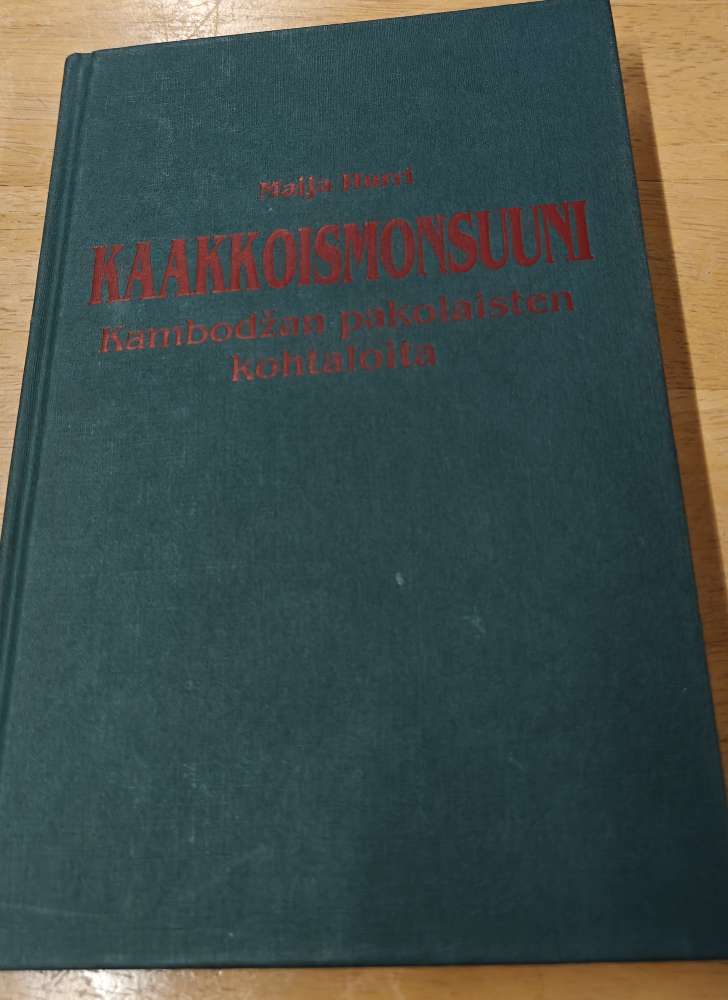 Maija Hurri
KAAKKOISMONSUUNI
Kambodžan pakolaisten
kohtaloita